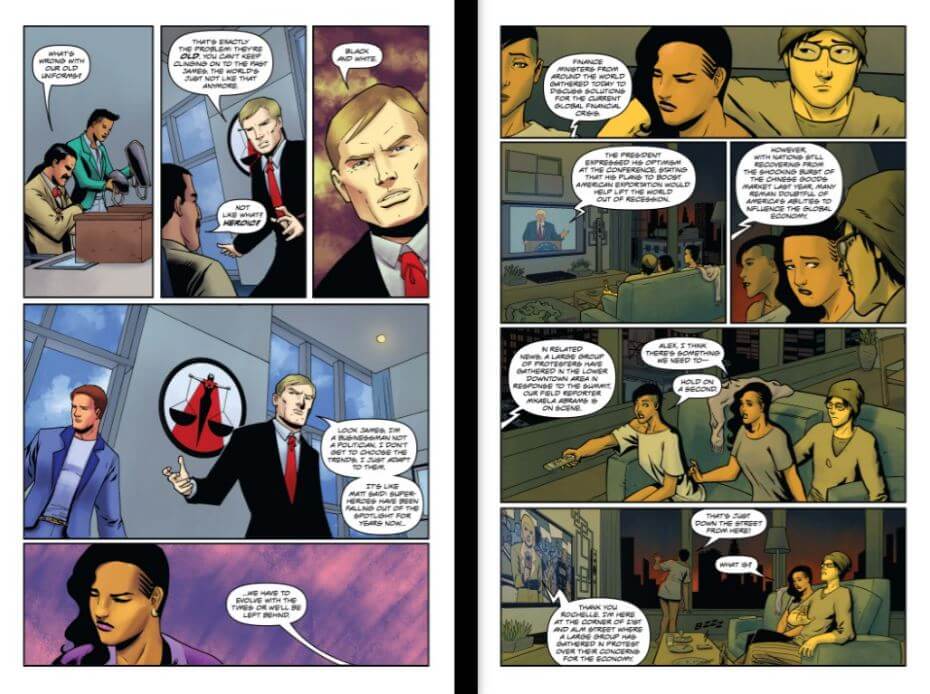 WHAT'S
WRONG WITH
OUR OLD
UNIFORMS?
THAT'S EXACTLY
THE PROBLEM: THEY'RE
OLD. YOU CAN'T KEEP
CLINGING ON TO THE PAST
JAMES, THE WORLD'S
JUST NOT LIKE THAT
ANYMORE.
NOT
LIKE WHAT?
HEROIC?
BLACK
AND WHITE.
LOOK JAMES, I'M
A BUSINESSMAN NOT
A POLITICIAN, I DON'T
GET TO CHOOSE THE
TRENDS, I JUST ADAPT
TO THEM.
IT'S LIKE
MATT SAID: SUPER-
HEROES HAVE BEEN
FALLING OUT OF THE
SPOTLIGHT FOR
YEARS NOW...
...WE HAVE TO
EVOLVE WITH THE
TIMES OR WE'LL BE
LEFT BEHIND.
FINANCE
MINISTERS FROM
AROUND THE WORLD
GATHERED TODAY TO
DISCUSS SOLUTIONS
FOR THE CURRENT
GLOBAL FINANCIAL
CRISIS.
THE PRESIDENT
EXPRESSED HIS OPTIMISM
AT THE CONFERENCE, STATING
THAT HIS PLANS TO BOOST
AMERICAN EXPORTATION WOULD
HELP LIFT THE WORLD
OUT OF RECESSION.
HOWEVER,
WITH NATIONS STILL
RECOVERING FROM
THE SHOCKING BURST OF
THE CHINESE GOODS
MARKET LAST YEAR, MANY
REMAIN DOUBTFUL OF
AMERICA'S ABILITIES TO
INFLUENCE THE GLOBAL
ECONOMY.
IN RELATED
NEWS, A LARGE GROUP
OF PROTESTERS HAVE
GATHERED IN THE LOWER
DOWNTOWN AREA IN
RESPONSE TO THE SUMMIT,
OUR FIELD REPORTER
MIKAELA ABRAMS IS
ON SCENE.
ALEX, I THINK
THERE'S SOMETHING
WE NEED TO—
HOLD ON
A SECOND.
THAT'S JUST
DOWN THE STREET
FROM HERE!
WHAT IS?
THANK YOU
ROCHELLE, I'M HERE
AT THE CORNER OF 21ST
AND ALM STREET WHERE
A LARGE GROUP HAS
GATHERED IN PROTEST
OVER THEIR CONCERNS
FOR THE ECONOMY.
BZZZ